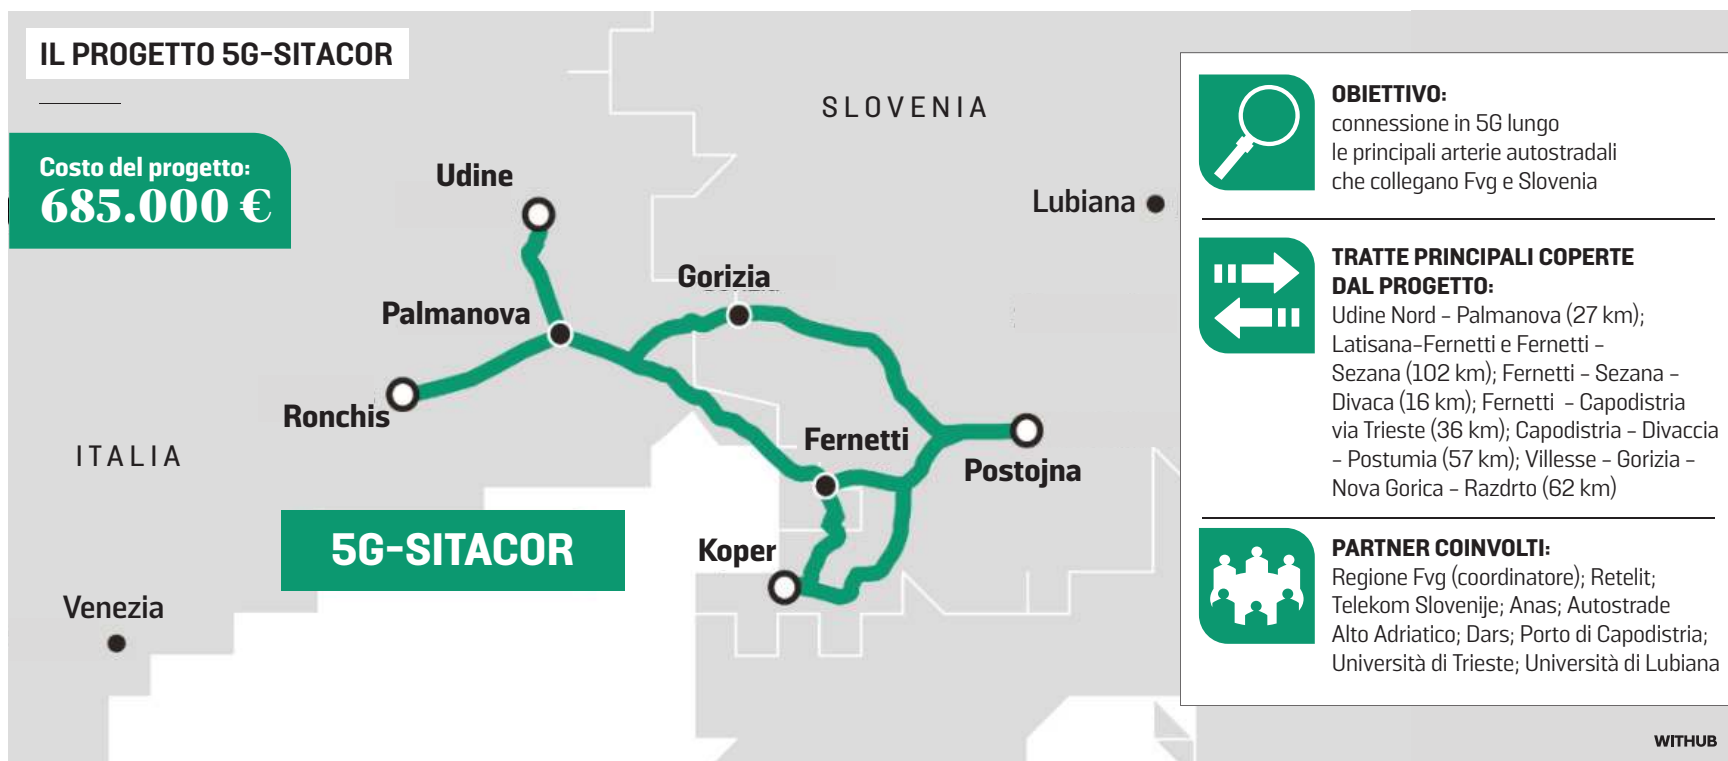 IL PROGETTO 5G-SITACOR
Costo del progetto:
685.000 €
SLOVENIA
Udine
Lubiana
Gorizia
Palmanova
Ronchis
Fernetti
ITALIA
Postojna
5G-SITACOR
Koper
Venezia
OBIETTIVO:
connessione in 5G lungo
le principali arterie autostradali
che collegano Fvg e Slovenia
TRATTE PRINCIPALI COPERTE
DAL PROGETTO:
Udine Nord - Palmanova (27 km);
Latisana-Fernetti e Fernetti -
Sezana (102 km); Fernetti - Sezana -
Divaca (16 km); Fernetti - Capodistria
via Trieste (36 km); Capodistria - Divaccia
- Postumia (57 km); Villesse - Gorizia -
Nova Gorica - Razdrto (62 km)
PARTNER COINVOLTI:
Regione Fvg (coordinatore); Retelit;
Telekom Slovenije; Anas; Autostrade
Alto Adriatico; Dars; Porto di Capodistria;
Università di Trieste; Università di Lubiana
WITHUB